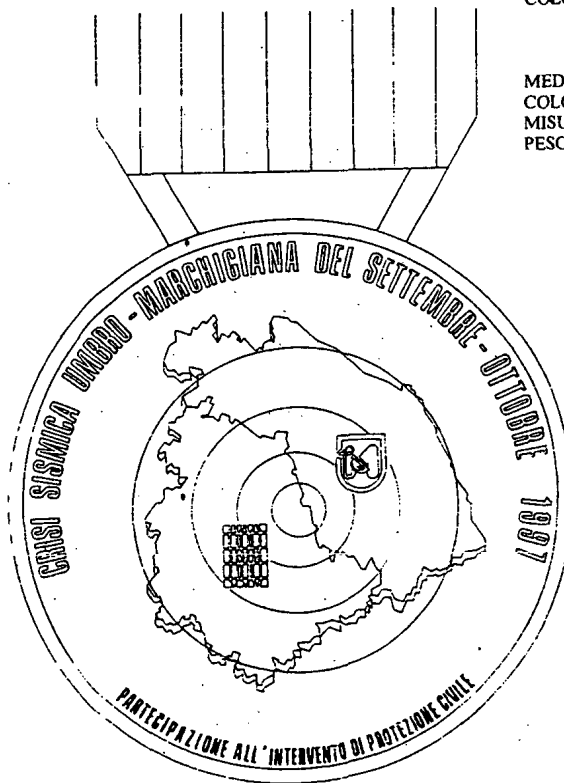 CRISI SISMICA UMBRO - MARCHIGIANA DEL SETTEMBRE - OTTOBRE 1997
PARTECIPAZIONE ALL'INTERVENTO DI PROTEZIONE CIVILE